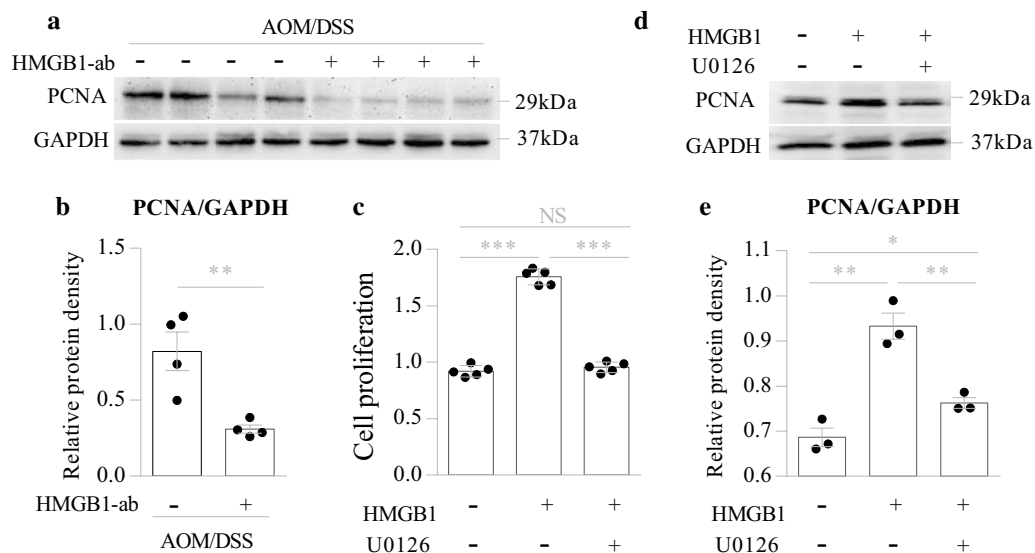 a
AOM/DSS
HMGB1-ab - - - - + + + +
PCNA 29kDa
GAPDH 37kDa
d
HMGB1 - + +
U0126 - - +
PCNA 29kDa
GAPDH 37kDa
b
PCNA/GAPDH
Relative protein density
1.5
1.0
0.5
0.0
**
HMGB1-ab - +
AOM/DSS
c
Cell proliferation
2.0
1.5
1.0
0.5
0.0
NS
*** ***
HMGB1 - + +
U0126 - - +
e
PCNA/GAPDH
Relative protein density
1.1
1.0
0.9
0.8
0.7
0.6
*
** **
HMGB1 - + +
U0126 - - +